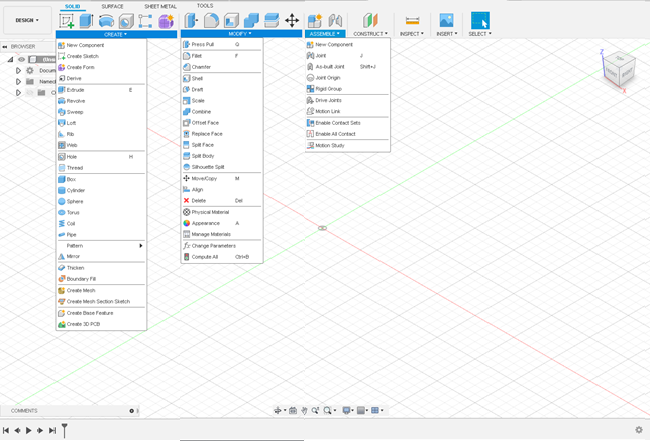 SOLID
SURFACE
SHEET METAL
TOOLS
DESIGN
CREATE
MODIFY
ASSEMBLE
CONSTRUCT
INSPECT
INSERT
SELECT
BROWSER
Docum
Named
New Component
Create Sketch
Create Form
Derive
Extrude E
Revolve
Sweep
Loft
Rib
Web
Hole H
Thread
Box
Cylinder
Sphere
Torus
Coil
Pipe
Pattern
Mirror
Thicken
Boundary Fill
Create Mesh
Create Mesh Section Sketch
Create Base Feature
Create 3D PCB
Press Pull Q
Fillet F
Chamfer
Shell
Draft
Scale
Combine
Offset Face
Replace Face
Split Face
Split Body
Silhouette Split
Move/Copy M
Align
Delete Del
Physical Material
Appearance A
Manage Materials
Change Parameters
Compute All Ctrl+B
New Component
Joint J
As-built Joint Shift+J
Joint Origin
Rigid Group
Drive Joints
Motion Link
Enable Contact Sets
Enable All Contact
Motion Study
Z
TOP
X
COMMENTS